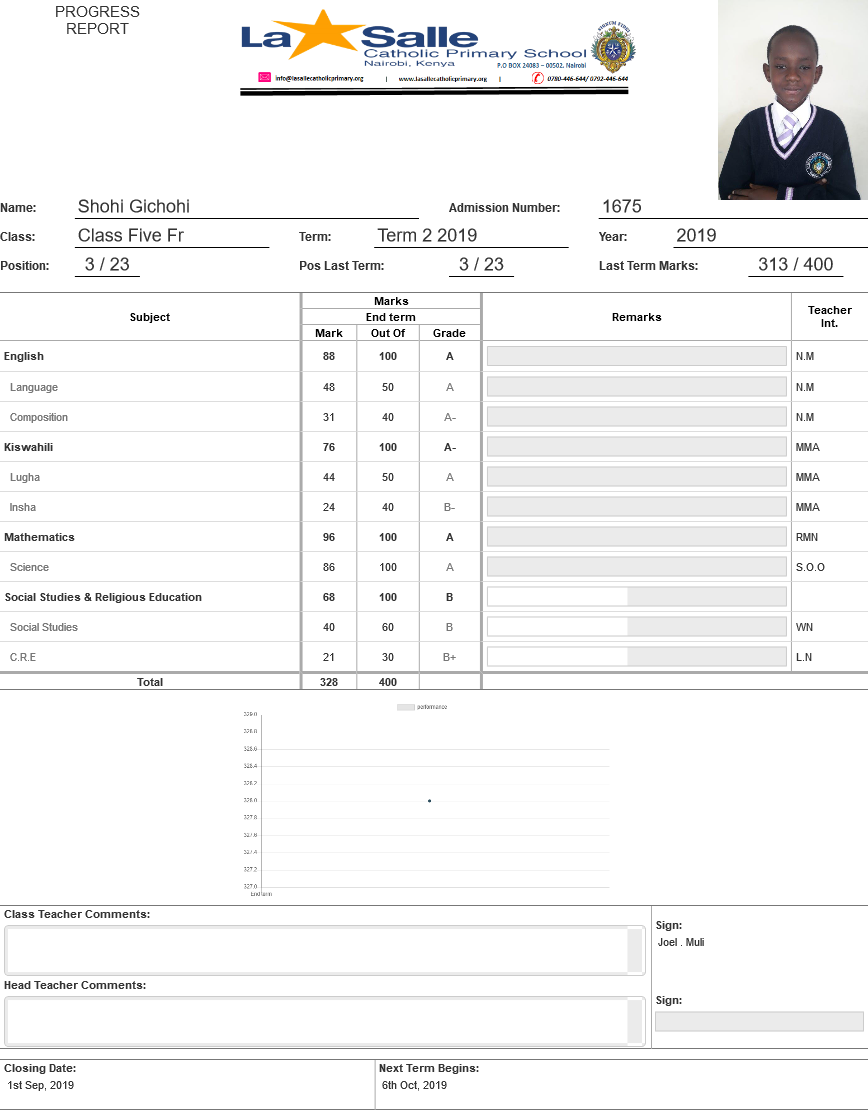 PROGRESS
REPORT
La Salle
Catholic Primary School
Nairobi, Kenya
P.O BOX 24083 – 00502, Nairobi
info@lasallecatholicprimary.org | www.lasallecatholicprimary.org | 0780-446-644/ 0792-446-644
Name: Shohi Gichohi Admission Number: 1675
Class: Class Five Fr Term: Term 2 2019 Year: 2019
Position: 3 / 23 Pos Last Term: 3 / 23 Last Term Marks: 313 / 400
Subject Marks Remarks Teacher Int.
End term
Mark Out Of Grade
English 88 100 A N.M
Language 48 50 A N.M
Composition 31 40 A- N.M
Kiswahili 76 100 A- MMA
Lugha 44 50 A MMA
Insha 24 40 B- MMA
Mathematics 96 100 A RMN
Science 86 100 A S.O.O
Social Studies & Religious Education 68 100 B
Social Studies 40 60 B WN
C.R.E 21 30 B+ L.N
Total 328 400
performance
329.0
328.8
328.6
328.4
328.2
328.0
327.8
327.6
327.4
327.2
327.0
End term
Class Teacher Comments:
Sign:
Joel . Muli
Head Teacher Comments:
Sign:
Closing Date: Next Term Begins:
1st Sep, 2019 6th Oct, 2019